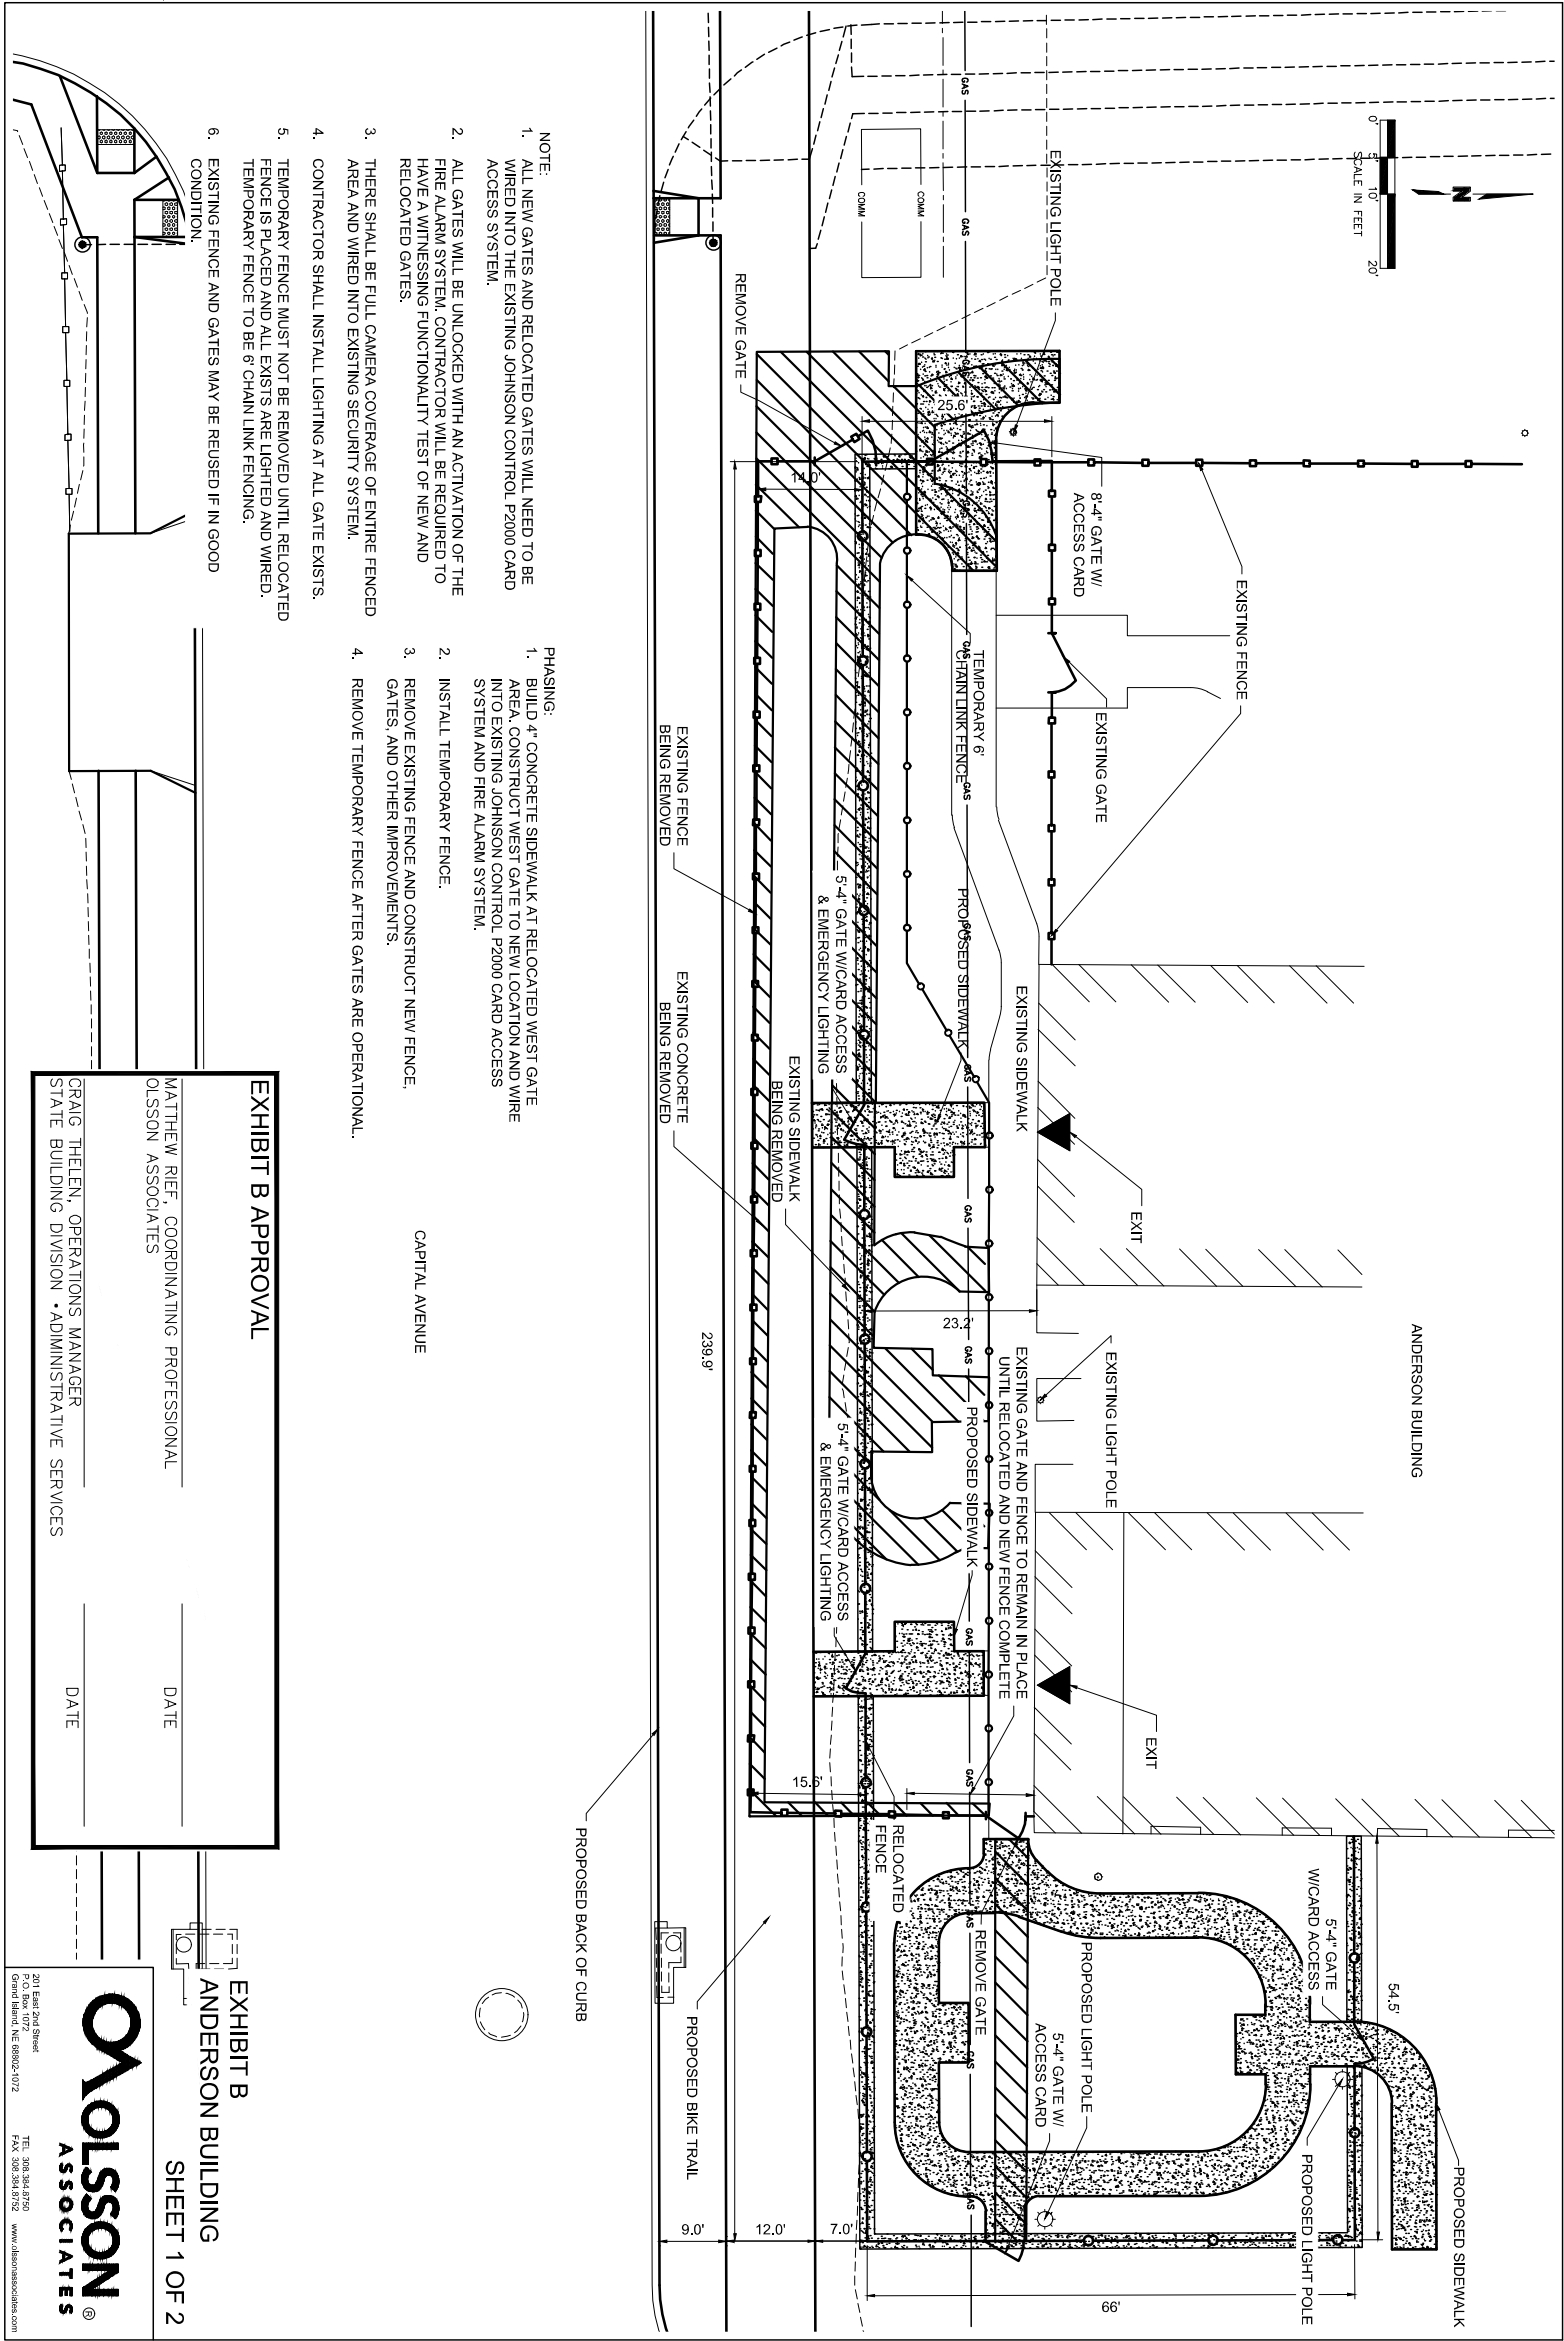 0'
5'
10'
20'
SCALE IN FEET
N
ANDERSON BUILDING
EXISTING FENCE
EXISTING LIGHT POLE
8'-4" GATE W/
ACCESS CARD
EXISTING GATE
25.6'
REMOVE GATE
14.0'
COMM
COMM
GAS
GAS
TEMPORARY 6'
CHAIN LINK FENCE
GAS
GAS
PROPOSED SIDEWALK
GAS
GAS
EXISTING SIDEWALK
5'-4" GATE W/CARD ACCESS
& EMERGENCY LIGHTING
EXIT
EXISTING SIDEWALK
BEING REMOVED
EXISTING FENCE
BEING REMOVED
EXISTING CONCRETE
BEING REMOVED
GAS
23.2'
GAS
EXISTING LIGHT POLE
EXISTING GATE AND FENCE TO REMAIN IN PLACE
UNTIL RELOCATED AND NEW FENCE COMPLETE
PROPOSED SIDEWALK
5'-4" GATE W/CARD ACCESS
& EMERGENCY LIGHTING
GAS
EXIT
GAS
15.6'
RELOCATED
FENCE
REMOVE GATE
GAS
GAS
GAS
PROPOSED LIGHT POLE
5'-4" GATE W/
ACCESS CARD
5'-4" GATE
W/CARD ACCESS
54.5'
PROPOSED SIDEWALK
PROPOSED LIGHT POLE
66'
7.0'
12.0'
9.0'
239.9'
PROPOSED BIKE TRAIL
PROPOSED BACK OF CURB
CAPITAL AVENUE
NOTE:
1. ALL NEW GATES AND RELOCATED GATES WILL NEED TO BE
WIRED INTO THE EXISTING JOHNSON CONTROL P2000 CARD
ACCESS SYSTEM.
2. ALL GATES WILL BE UNLOCKED WITH AN ACTIVATION OF THE
FIRE ALARM SYSTEM. CONTRACTOR WILL BE REQUIRED TO
HAVE A WITNESSING FUNCTIONALITY TEST OF NEW AND
RELOCATED GATES.
3. THERE SHALL BE FULL CAMERA COVERAGE OF ENTIRE FENCED
AREA AND WIRED INTO EXISTING SECURITY SYSTEM.
4. CONTRACTOR SHALL INSTALL LIGHTING AT ALL GATE EXISTS.
5. TEMPORARY FENCE MUST NOT BE REMOVED UNTIL RELOCATED
FENCE IS PLACED AND ALL EXISTS ARE LIGHTED AND WIRED.
TEMPORARY FENCE TO BE 6' CHAIN LINK FENCING.
6. EXISTING FENCE AND GATES MAY BE REUSED IF IN GOOD
CONDITION.
PHASING:
1. BUILD 4" CONCRETE SIDEWALK AT RELOCATED WEST GATE
AREA. CONSTRUCT WEST GATE TO NEW LOCATION AND WIRE
INTO EXISTING JOHNSON CONTROL P2000 CARD ACCESS
SYSTEM AND FIRE ALARM SYSTEM.
2. INSTALL TEMPORARY FENCE.
3. REMOVE EXISTING FENCE AND CONSTRUCT NEW FENCE,
GATES, AND OTHER IMPROVEMENTS.
4. REMOVE TEMPORARY FENCE AFTER GATES ARE OPERATIONAL.
EXHIBIT B APPROVAL
MATTHEW RIEF, COORDINATING PROFESSIONAL
OLSSON ASSOCIATES
DATE
CRAIG THELEN, OPERATIONS MANAGER
STATE BUILDING DIVISION •ADIMINISTRATIVE SERVICES
DATE
EXHIBIT B
ANDERSON BUILDING
SHEET 1 OF 2
OLSSON ®
ASSOCIATES
201 East 2nd Street
P.O. Box 1072
Grand Island, NE 68802-1072
TEL 308.384.8750
FAX 308.384.8752
www.olssonassociates.com